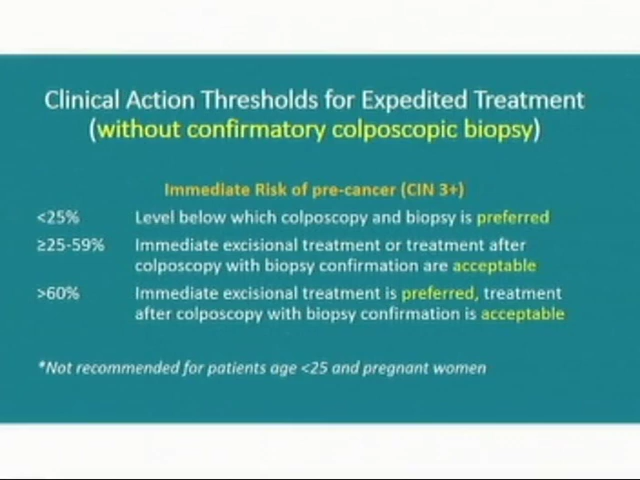 Clinical Action Thresholds for Expedited Treatment
(without confirmatory colposcopic biopsy)
Immediate Risk of pre-cancer (CIN 3+)
<25% Level below which colposcopy and biopsy is preferred
≥25-59% Immediate excisional treatment or treatment after
colposcopy with biopsy confirmation are acceptable
>60% Immediate excisional treatment is preferred, treatment
after colposcopy with biopsy confirmation is acceptable
*Not recommended for patients age <25 and pregnant women